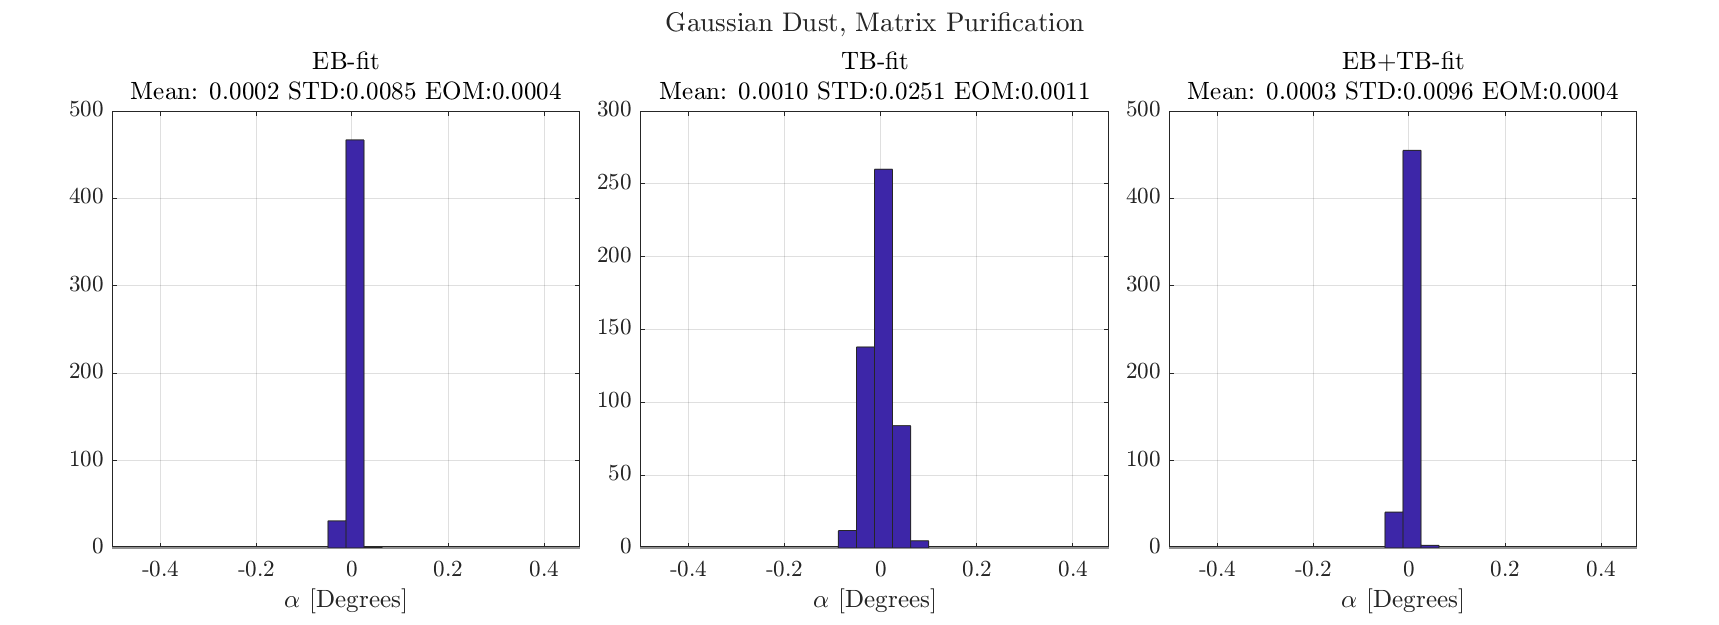 Gaussian Dust, Matrix Purification
EB-fit
Mean: 0.0002 STD:0.0085 EOM:0.0004
500
400
300
200
100
0
-0.4 -0.2 0 0.2 0.4
α [Degrees]
TB-fit
Mean: 0.0010 STD:0.0251 EOM:0.0011
300
250
200
150
100
50
0
-0.4 -0.2 0 0.2 0.4
α [Degrees]
EB+TB-fit
Mean: 0.0003 STD:0.0096 EOM:0.0004
500
400
300
200
100
0
-0.4 -0.2 0 0.2 0.4
α [Degrees]